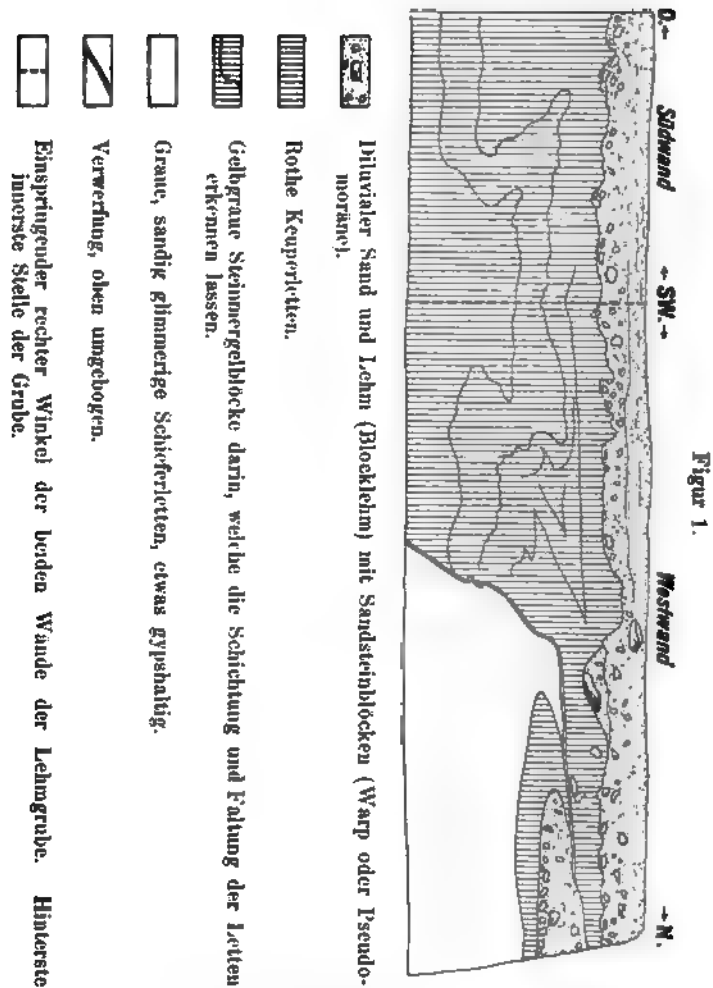 Figur 1.
O.← Südwand ← SW. → Westwand → N.
Diluvialer Sand und Lehm (Blocklehm) mit Sandsteinblöcken (Warp oder Pseudo-
moräne).
Rothe Keuperletten.
Gelbgraue Steinmergelblöcke darin, welche die Schichtung und Faltung der Letten
erkennen lassen.
Graue, sandig glimmerige Schieferletten, etwas gypshaltig.
Verwerfung, oben umgebogen.
Einspringender rechter Winkel der beiden Wände der Lehmgrube. Hinterste
innerste Stelle der Grube.